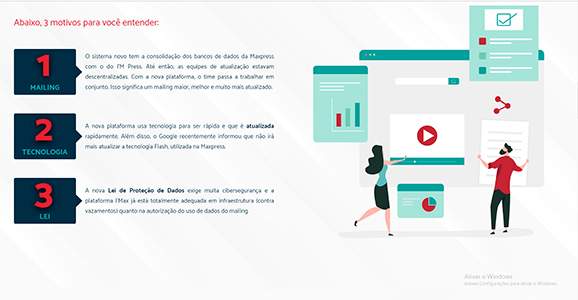 Abaixo, 3 motivos para você entender:
1
MAILING
O sistema novo tem a consolidação dos bancos de dados da Maxpress
com o do I'M Press. Até então, as equipes de atualização estavam
descentralizadas. Com a nova plataforma, o time passa a trabalhar em
conjunto. Isso significa um mailing maior, melhor e muito mais atualizado.
2
TECNOLOGIA
A nova plataforma usa tecnologia para ser rápida e que é atualizada
rapidamente. Além disso, o Google recentemente informou que não irá
mais atualizar a tecnologia Flash, utilizada na Maxpress.
3
LEI
A nova Lei de Proteção de Dados exige muita cibersegurança e a
plataforma I'Max já está totalmente adequada em infraestrutura (contra
vazamentos) quanto na autorização do uso de dados do mailing.
Ativar o Windows
Acesse Configurações para ativar o Windows.